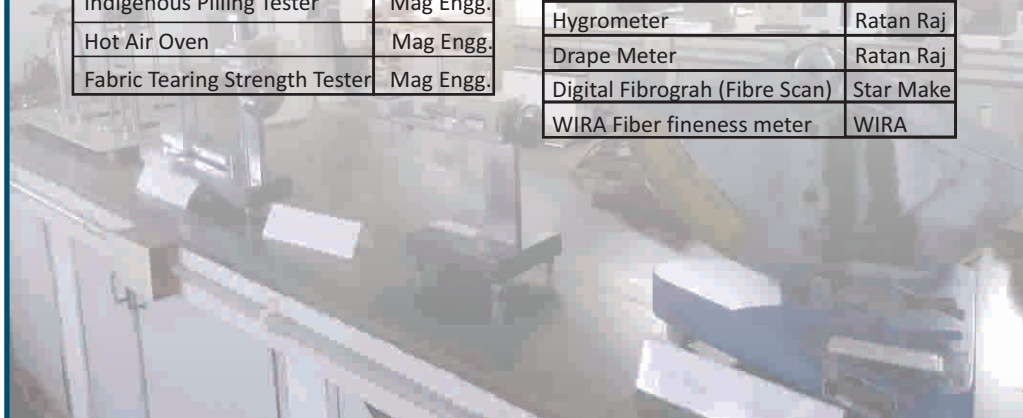 Indigenous Pilling Tester Mag Engg.
Hot Air Oven Mag Engg.
Fabric Tearing Strength Tester Mag Engg.
Hygrometer Ratan Raj
Drape Meter Ratan Raj
Digital Fibrograh (Fibre Scan) Star Make
WIRA Fiber fineness meter WIRA